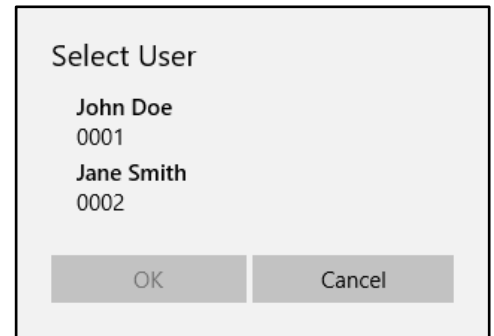 Select User
John Doe
0001
Jane Smith
0002
OK Cancel